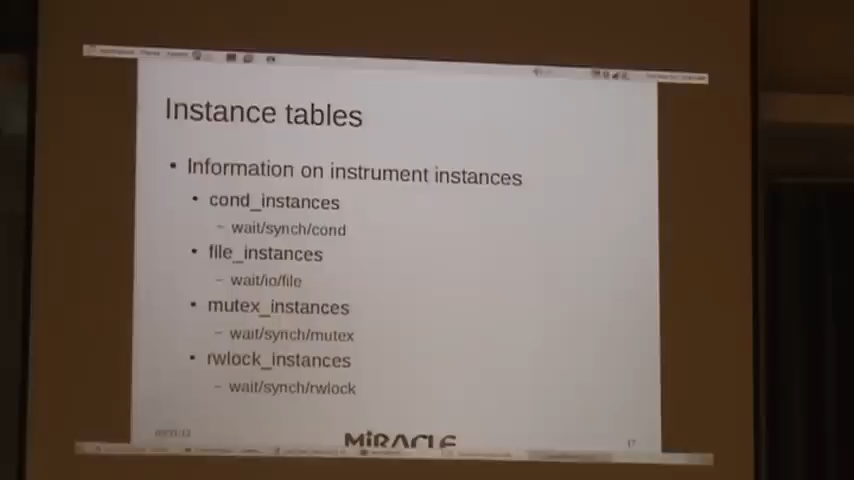 Instance tables
• Information on instrument instances
• cond_instances
– wait/synch/cond
• file_instances
– wait/io/file
• mutex_instances
– wait/synch/mutex
• rwlock_instances
– wait/synch/rwlock
MIRACLE
17